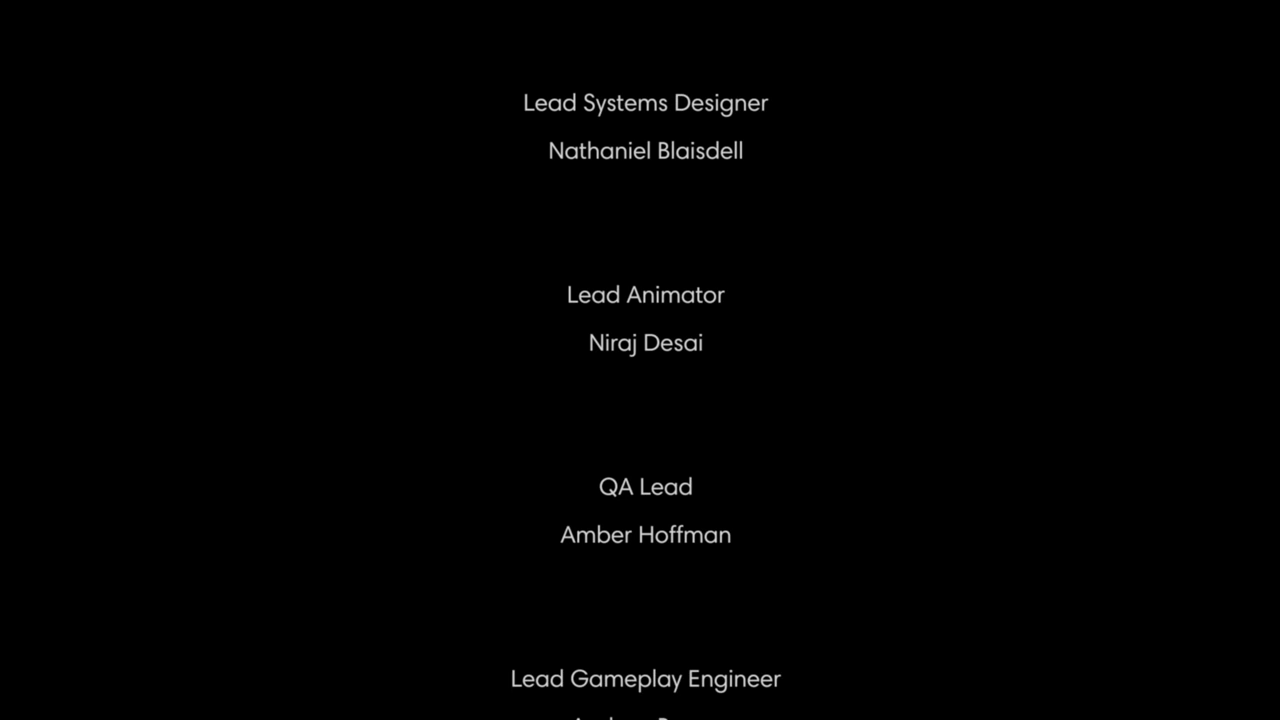 Lead Systems Designer
Nathaniel Blaisdell
Lead Animator
Niraj Desai
QA Lead
Amber Hoffman
Lead Gameplay Engineer